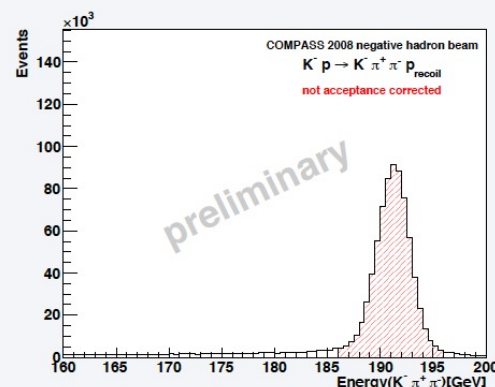 ×10³
Events
COMPASS 2008 negative hadron beam
K⁻ p → K⁻ π⁺ π⁻ p_recoil
not acceptance corrected
preliminary
140
120
100
80
60
40
20
0
160 165 170 175 180 185 190 195 200
Energy(K⁻ π⁺ π⁻)[GeV]